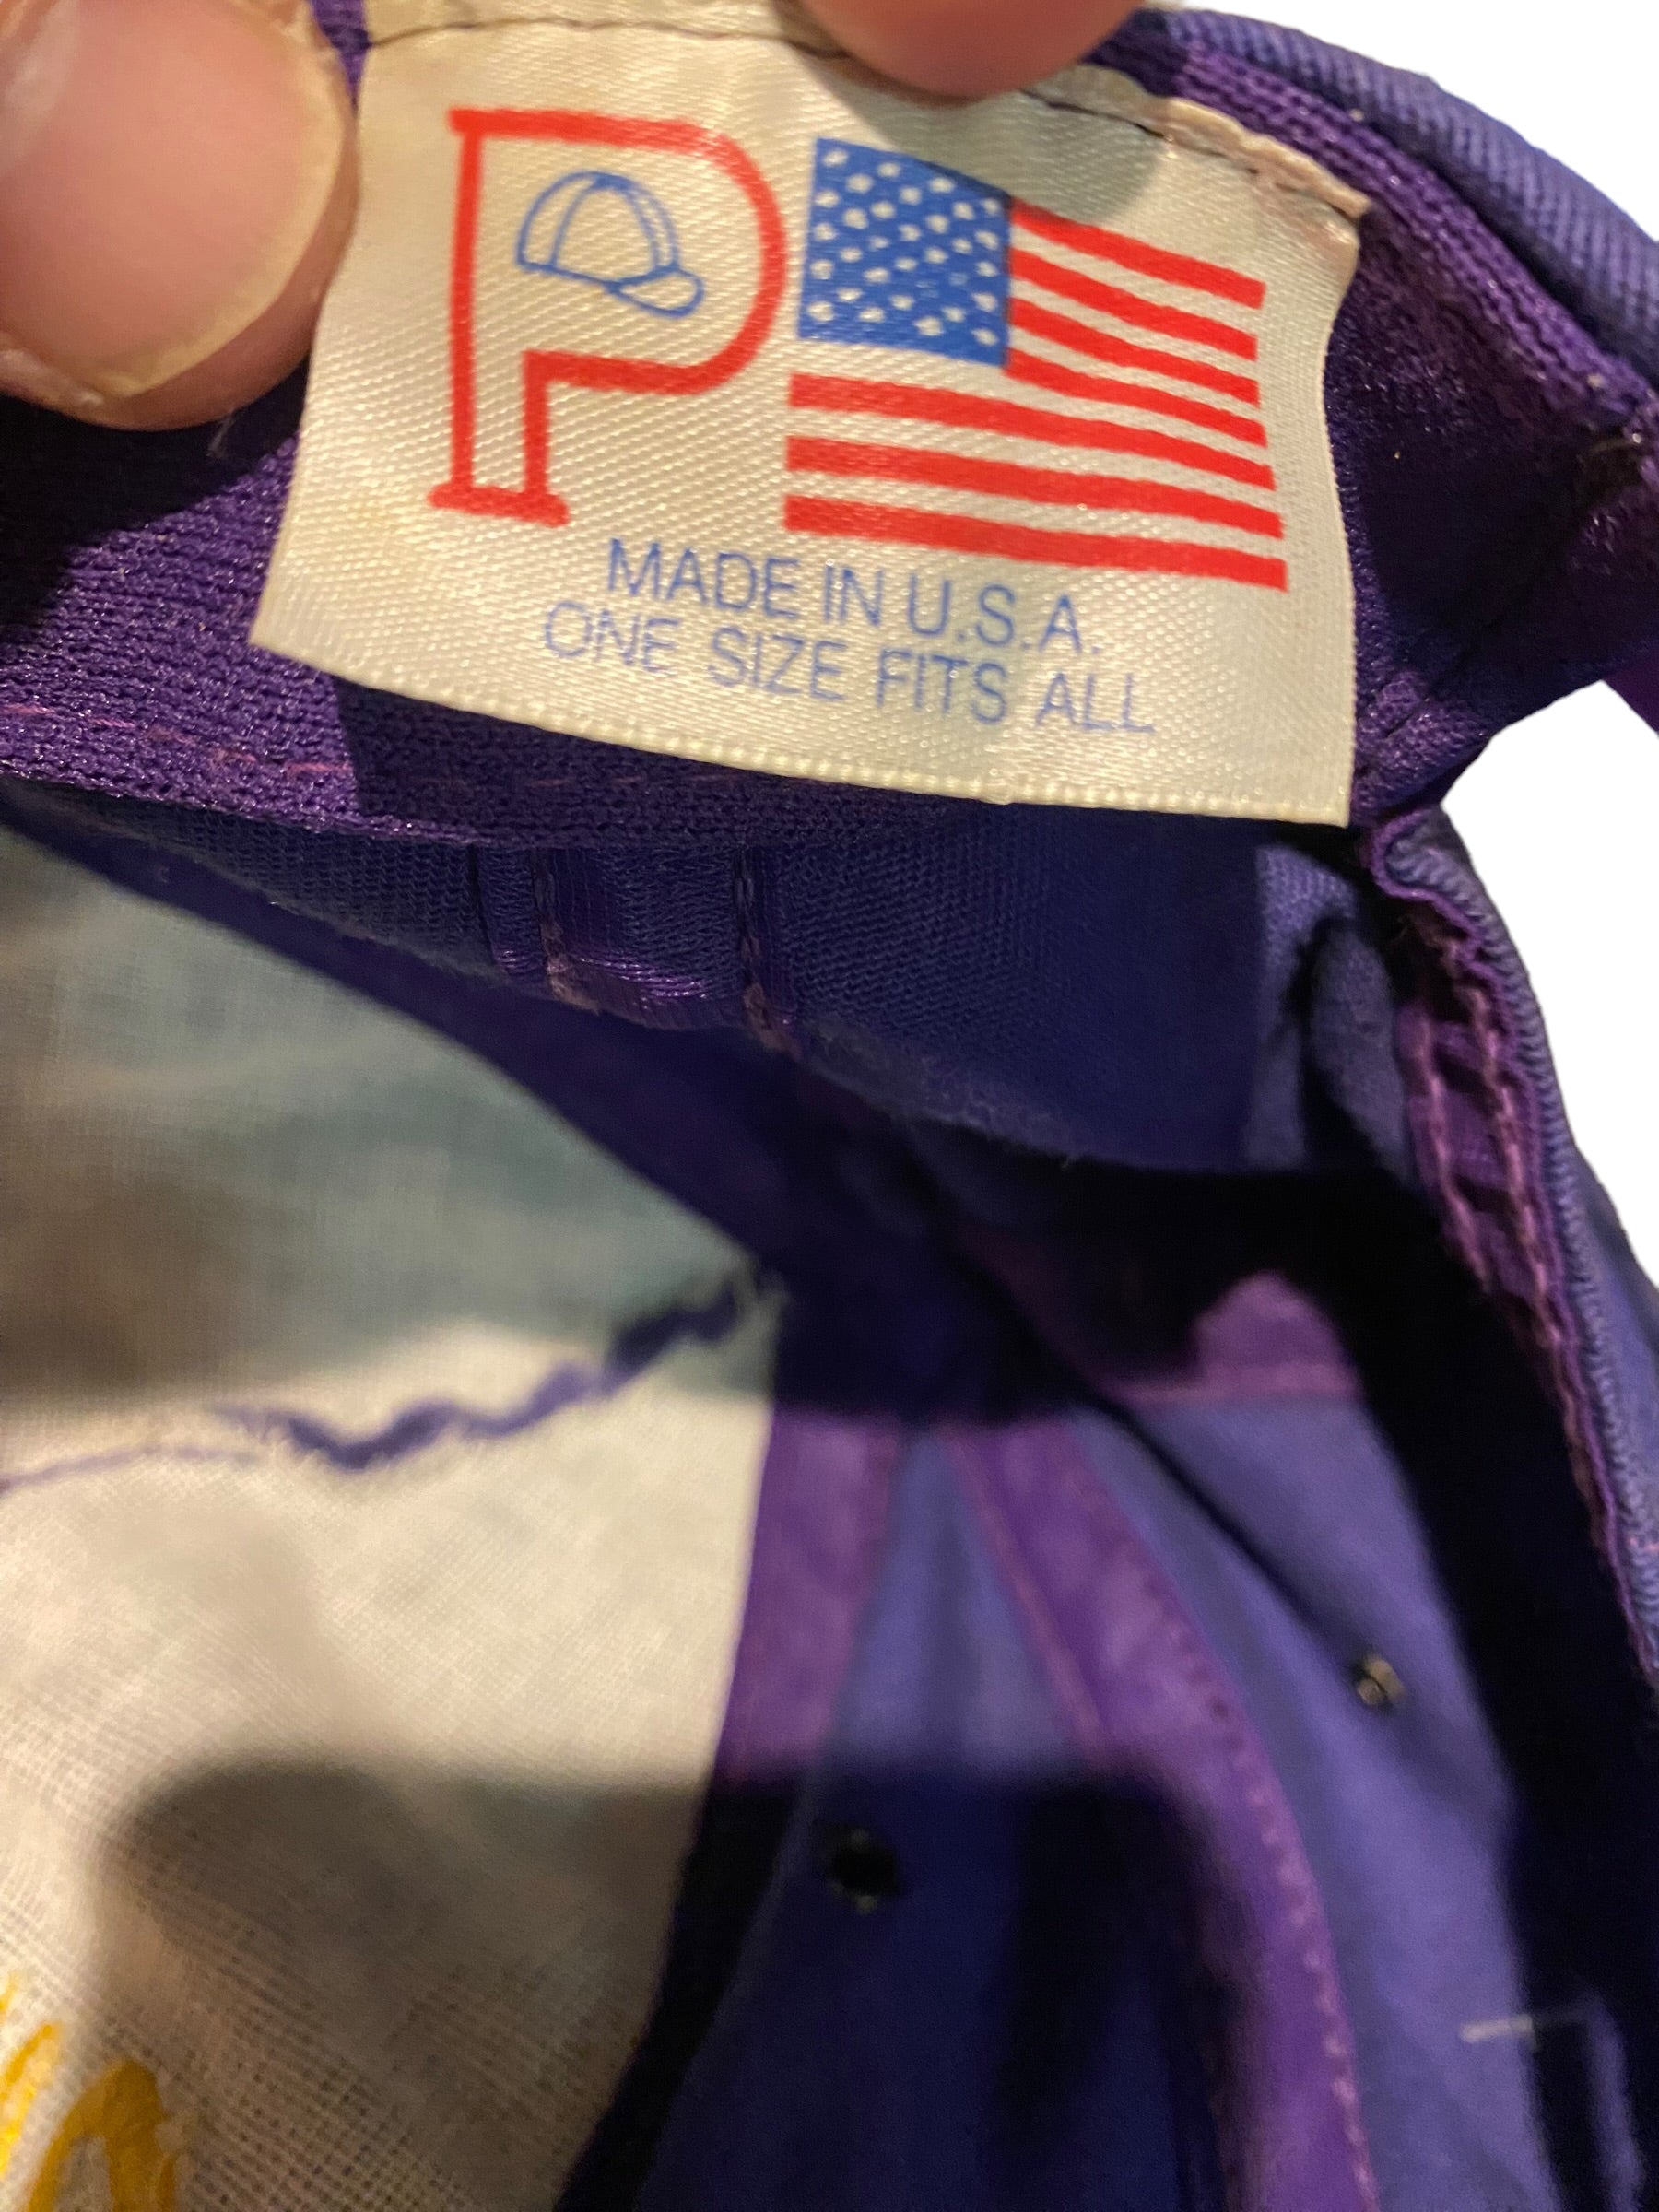 P
MADE IN U.S.A.
ONE SIZE FITS ALL